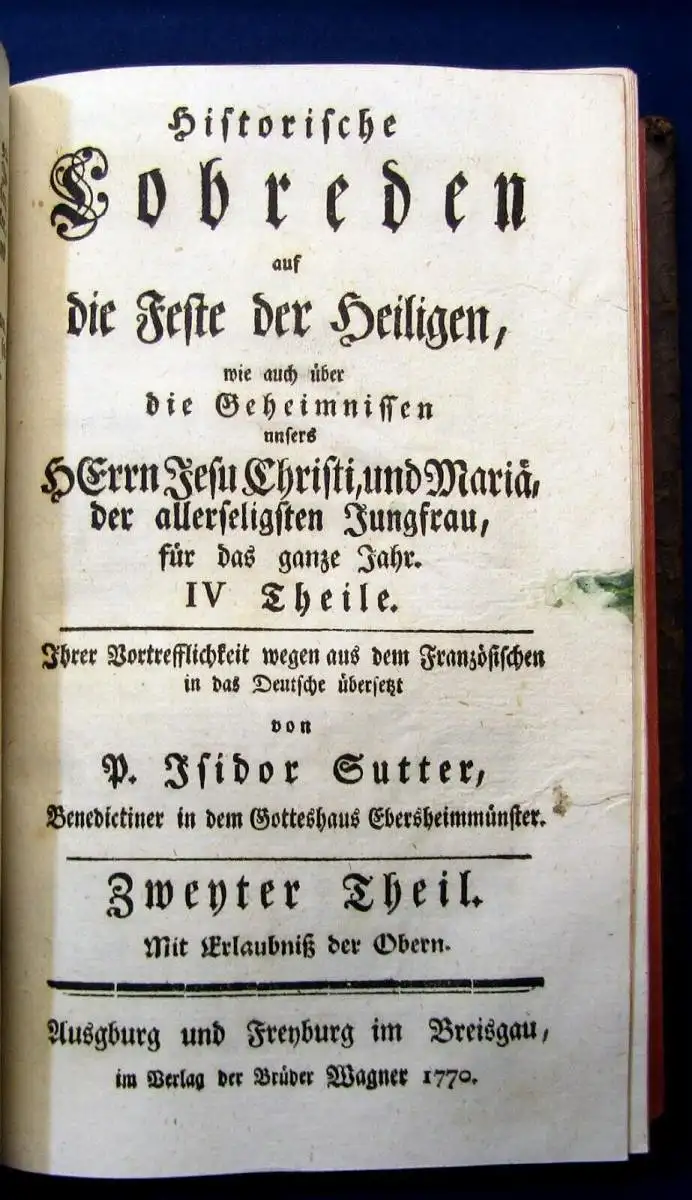 Historische
Lobreden
auf
die Feste der Heiligen,
wie auch über
die Geheimnissen
unsers
HErrn Jesu Christi, und Mariä,
der allerseligsten Jungfrau,
für das ganze Jahr.
IV Theile.
Ihrer Vortrefflichkeit wegen aus dem Französischen
in das Deutsche übersetzt
von
P. Isidor Sutter,
Benedictiner in dem Gotteshaus Ebersheimmünster.
Zweyter Theil.
Mit Erlaubniß der Obern.
Ausgburg und Freyburg im Breisgau,
im Verlag der Brüder Wagner 1770.